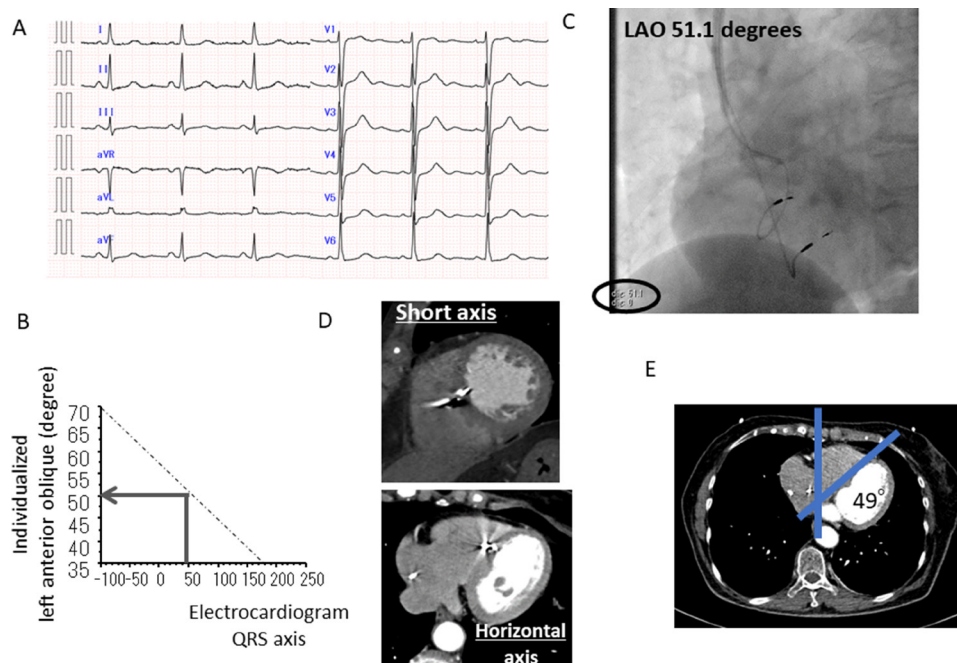 A
I
II
III
aVR
aVL
aVF
V1
V2
V3
V4
V5
V6
B
70
65
60
55
50
45
40
35
-100
-50
0
50
100
150
200
250
Individualized
left anterior oblique (degree)
Electrocardiogram
QRS axis
C
LAO 51.1 degrees
D
Short axis
Horizontal
axis
E
49°